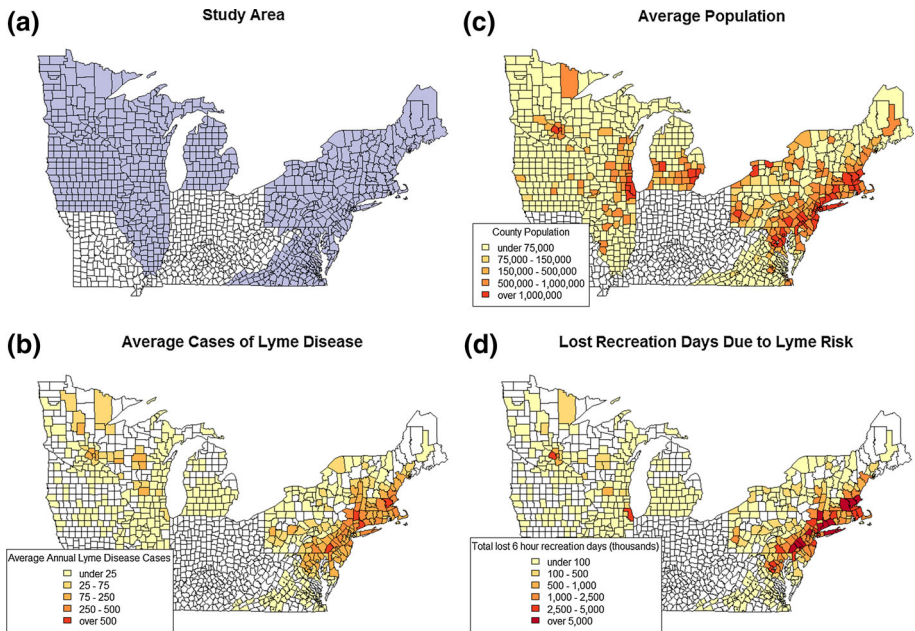 (a)
Study Area
(c)
Average Population
County Population
under 75,000
75,000 - 150,000
150,000 - 500,000
500,000 - 1,000,000
over 1,000,000
(b)
Average Cases of Lyme Disease
Average Annual Lyme Disease Cases
under 25
25 - 75
75 - 250
250 - 500
over 500
(d)
Lost Recreation Days Due to Lyme Risk
Total lost 6 hour recreation days (thousands)
under 100
100 - 500
500 - 1,000
1,000 - 2,500
2,500 - 5,000
over 5,000